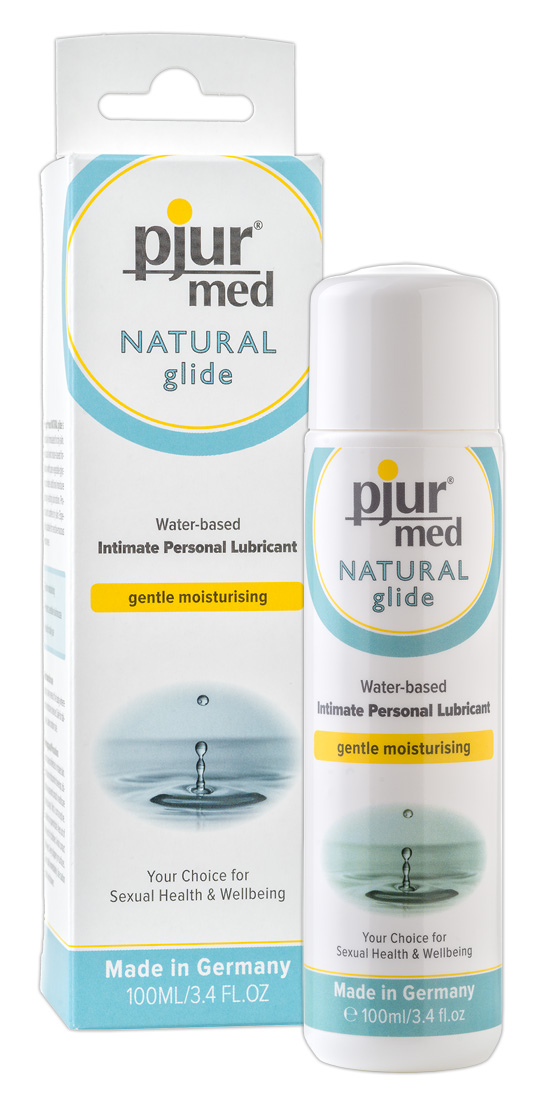 pjur®
med
NATURAL
glide
Water-based
Intimate Personal Lubricant
gentle moisturising
Your Choice for
Sexual Health & Wellbeing
Made in Germany
100ML/3.4 FL.OZ
pjur®
med
NATURAL
glide
Water-based
Intimate Personal Lubricant
gentle moisturising
Your Choice for
Sexual Health & Wellbeing
Made in Germany
℮ 100ml/3.4 fl.oz